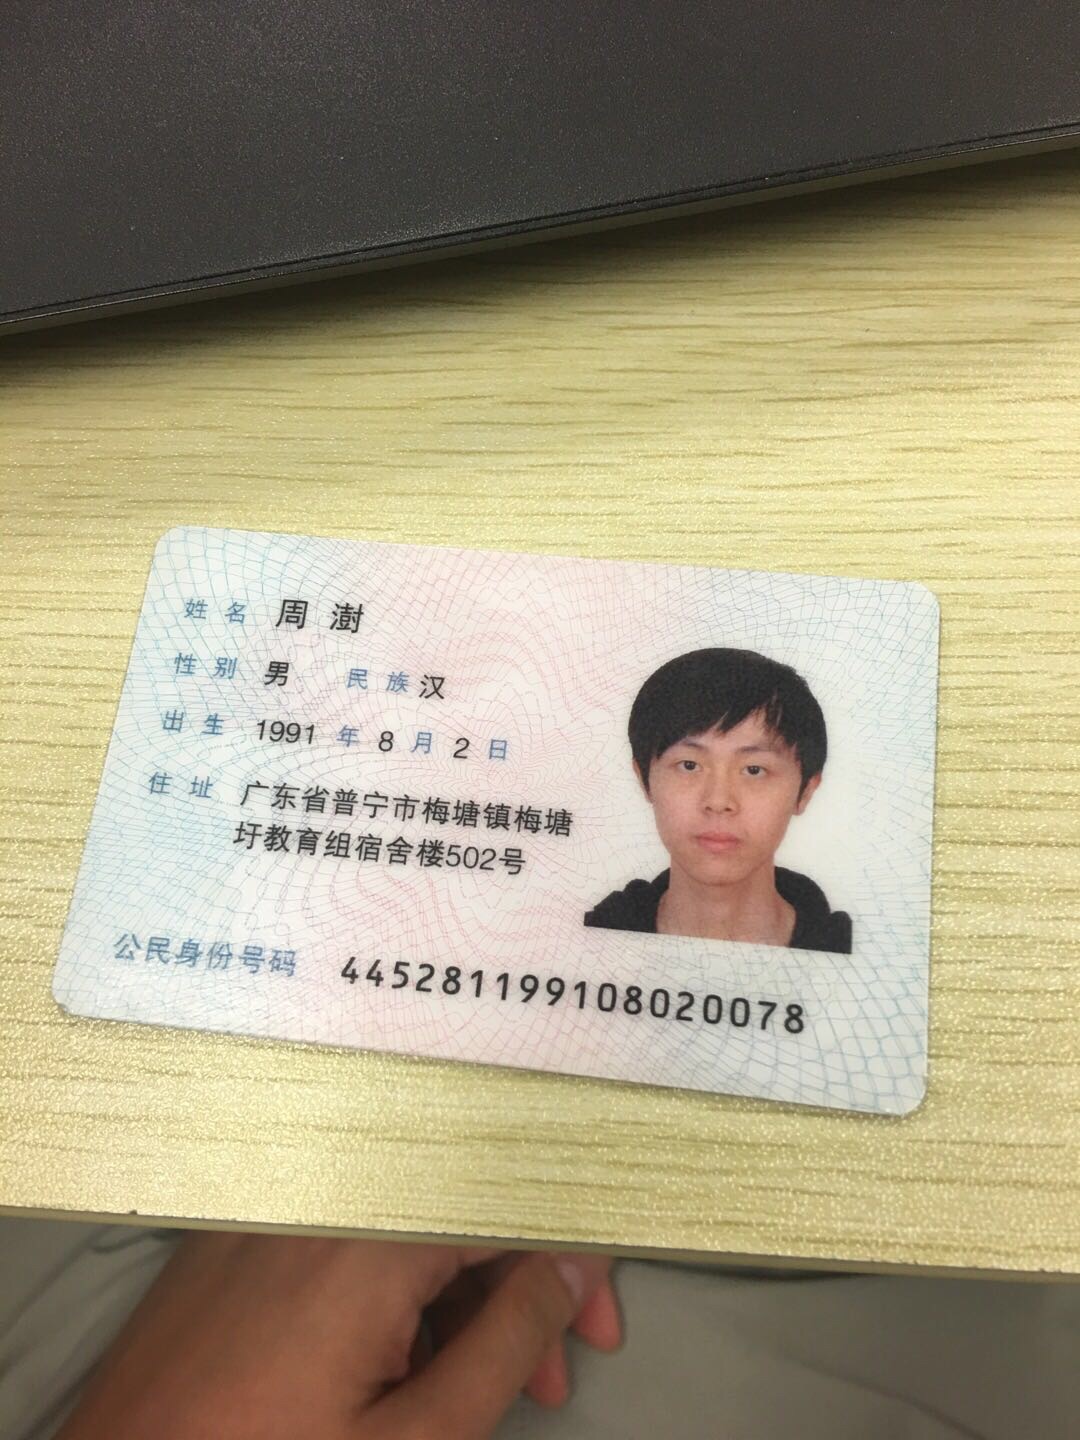 姓名 周澍
性别 男 民族 汉
出生 1991 年 8 月 2 日
住址 广东省普宁市梅塘镇梅塘
圩教育组宿舍楼502号
公民身份号码 445281199108020078